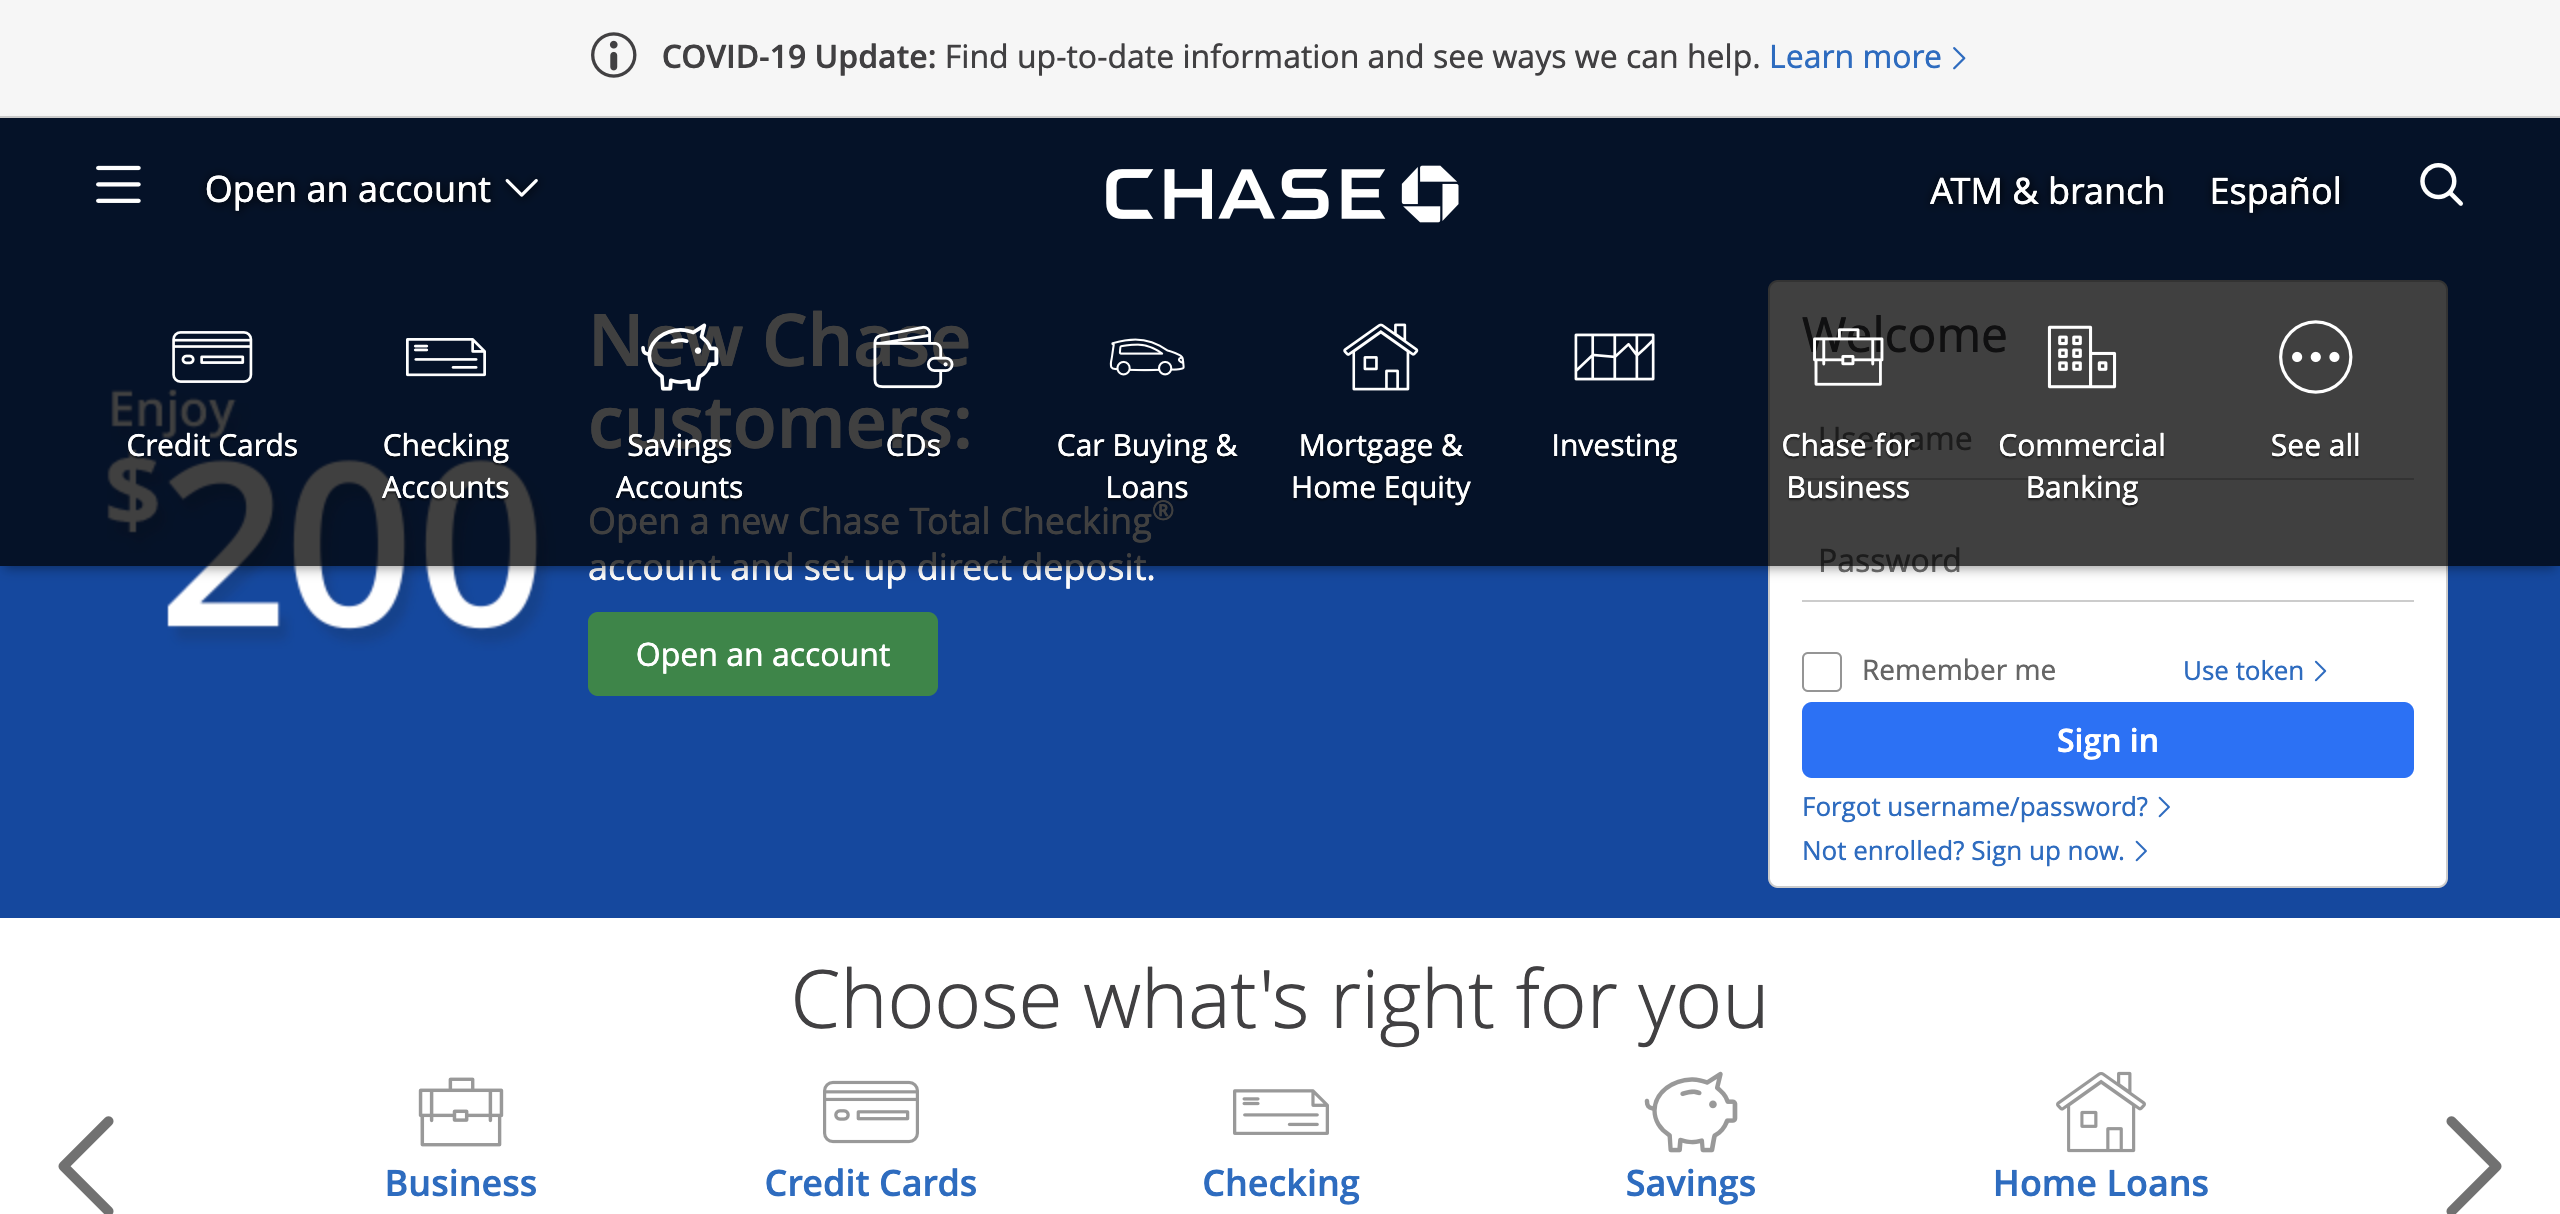 COVID-19 Update: Find up-to-date information and see ways we can help. Learn more
Open an account
CHASE
ATM & branch
Español
Credit Cards
Checking
Accounts
Savings
Accounts
CDs
Car Buying &
Loans
Mortgage &
Home Equity
Investing
Chase for
Business
Commercial
Banking
See all
Enjoy
$200
New Chase
customers:
Open a new Chase Total Checking®
account and set up direct deposit.
Open an account
Welcome
Username
Password
Remember me
Use token
Sign in
Forgot username/password?
Not enrolled? Sign up now.
Choose what's right for you
Business
Credit Cards
Checking
Savings
Home Loans